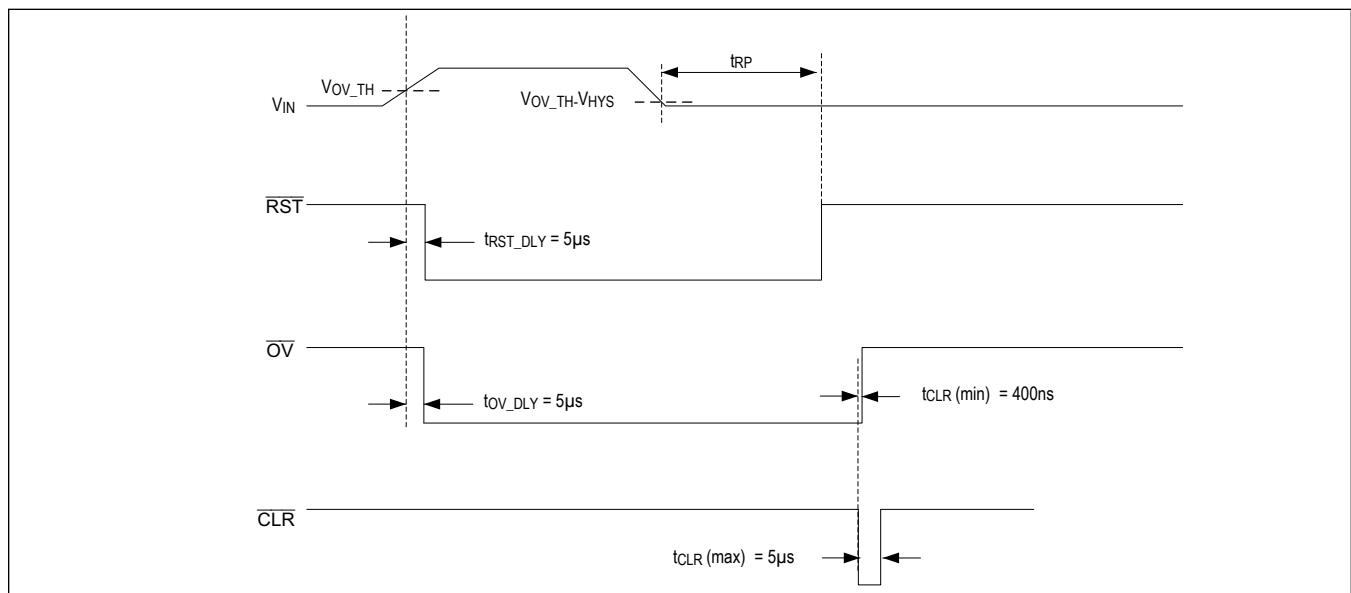 tRP
VOV_TH
VIN
VOV_TH-VHYS
RST
tRST_DLY = 5µs
OV
tOV_DLY = 5µs
tCLR (min) = 400ns
CLR
tCLR (max) = 5µs